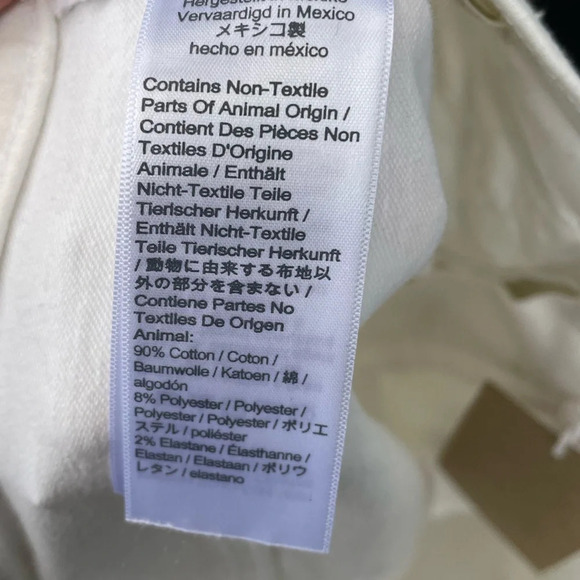 Hergestellt in Mexiko
Vervaardigd in Mexico
メキシコ製
hecho en méxico
Contains Non-Textile
Parts Of Animal Origin /
Contient Des Pièces Non
Textiles D'Origine
Animale / Enthält
Nicht-Textile Teile
Tierischer Herkunft /
Enthält Nicht-Textile
Teile Tierischer Herkunft
/ 動物に由来する布地以
外の部分を含まない /
Contiene Partes No
Textiles De Origen
Animal:
90% Cotton / Coton /
Baumwolle / Katoen / 綿 /
algodón
8% Polyester / Polyester /
Polyester / Polyester / ポリエ
ステル / poliéster
2% Elastane / Élasthanne /
Elastan / Elastaan / ポリウ
レタン / elastano